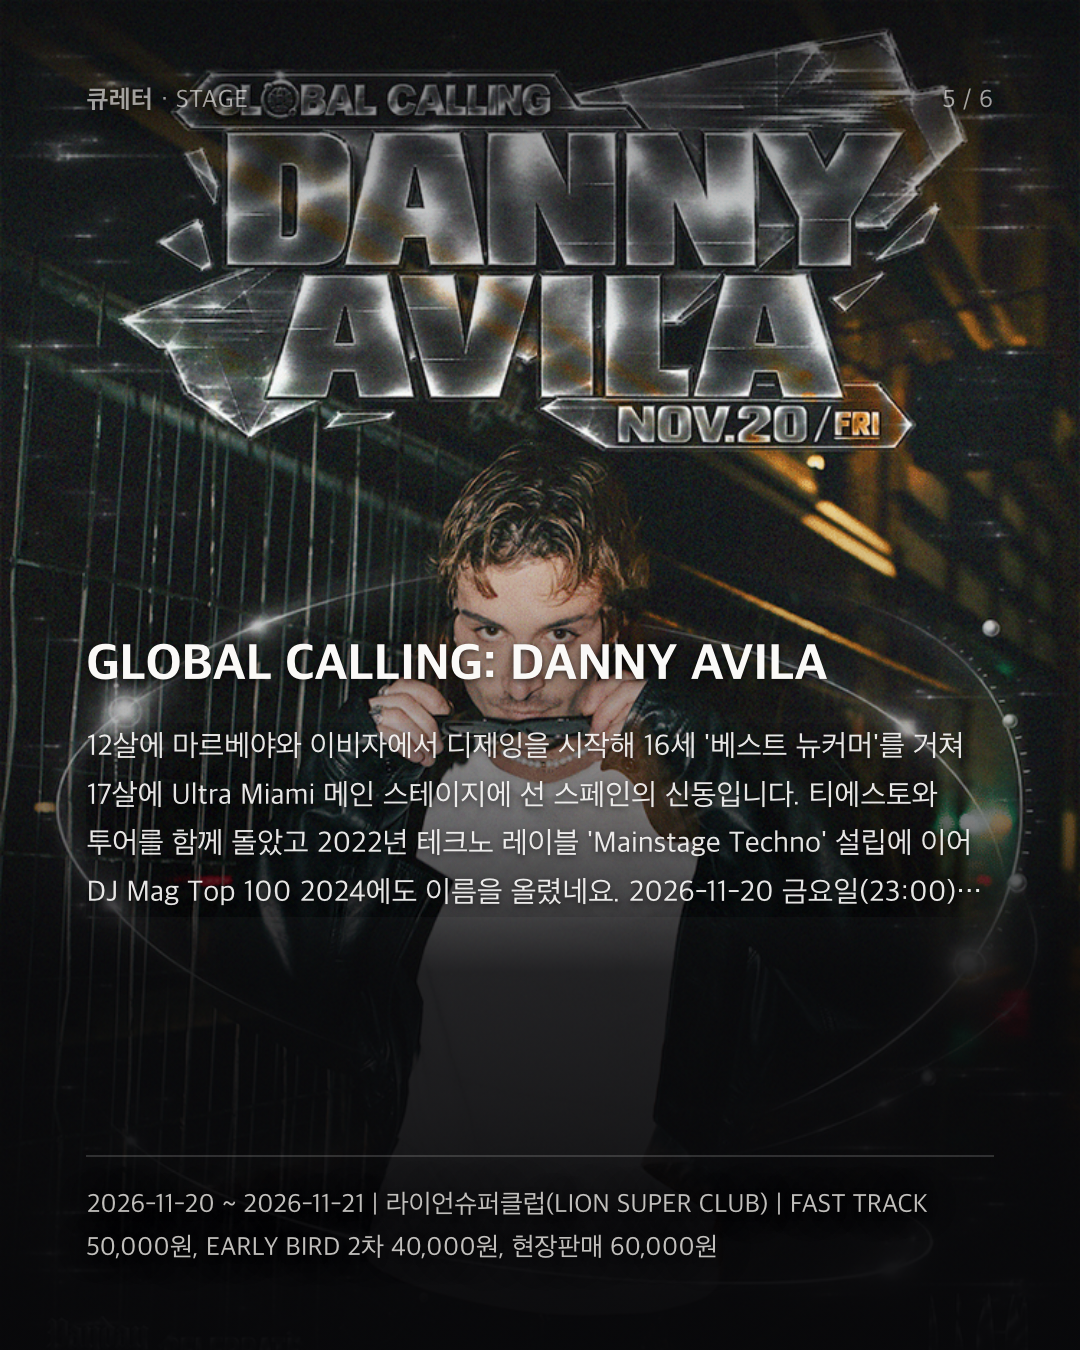 큐레터 · STAGE
5 / 6
GLOBAL CALLING
DANNY
AVILA
NOV.20 / FRI
GLOBAL CALLING: DANNY AVILA
12살에 마르베야와 이비자에서 디제잉을 시작해 16세 '베스트 뉴커머'를 거쳐
17살에 Ultra Miami 메인 스테이지에 선 스페인의 신동입니다. 티에스토와
투어를 함께 돌았고 2022년 테크노 레이블 'Mainstage Techno' 설립에 이어
DJ Mag Top 100 2024에도 이름을 올렸네요. 2026-11-20 금요일(23:00)…
2026-11-20 ~ 2026-11-21 | 라이언슈퍼클럽(LION SUPER CLUB) | FAST TRACK
50,000원, EARLY BIRD 2차 40,000원, 현장판매 60,000원